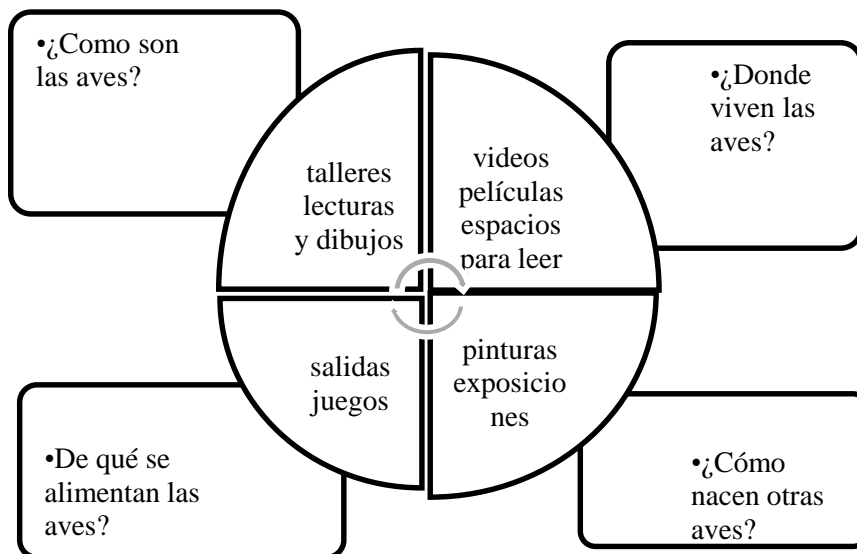 •¿Como son
las aves?
•¿Donde
viven las
aves?
talleres
lecturas
y dibujos
videos
películas
espacios
para leer
salidas
juegos
pinturas
exposicio
nes
•De qué se
alimentan las
aves?
•¿Cómo
nacen otras
aves?